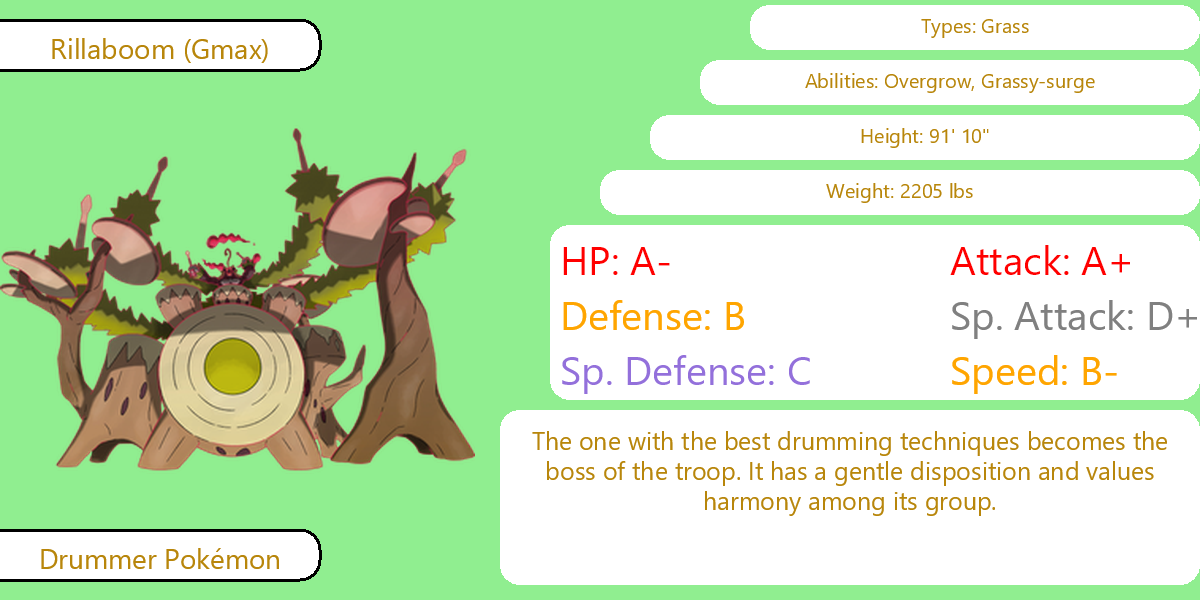 Rillaboom (Gmax)
Types: Grass
Abilities: Overgrow, Grassy-surge
Height: 91' 10"
Weight: 2205 lbs
HP: A-
Attack: A+
Defense: B
Sp. Attack: D+
Sp. Defense: C
Speed: B-
The one with the best drumming techniques becomes the
boss of the troop. It has a gentle disposition and values
harmony among its group.
Drummer Pokémon